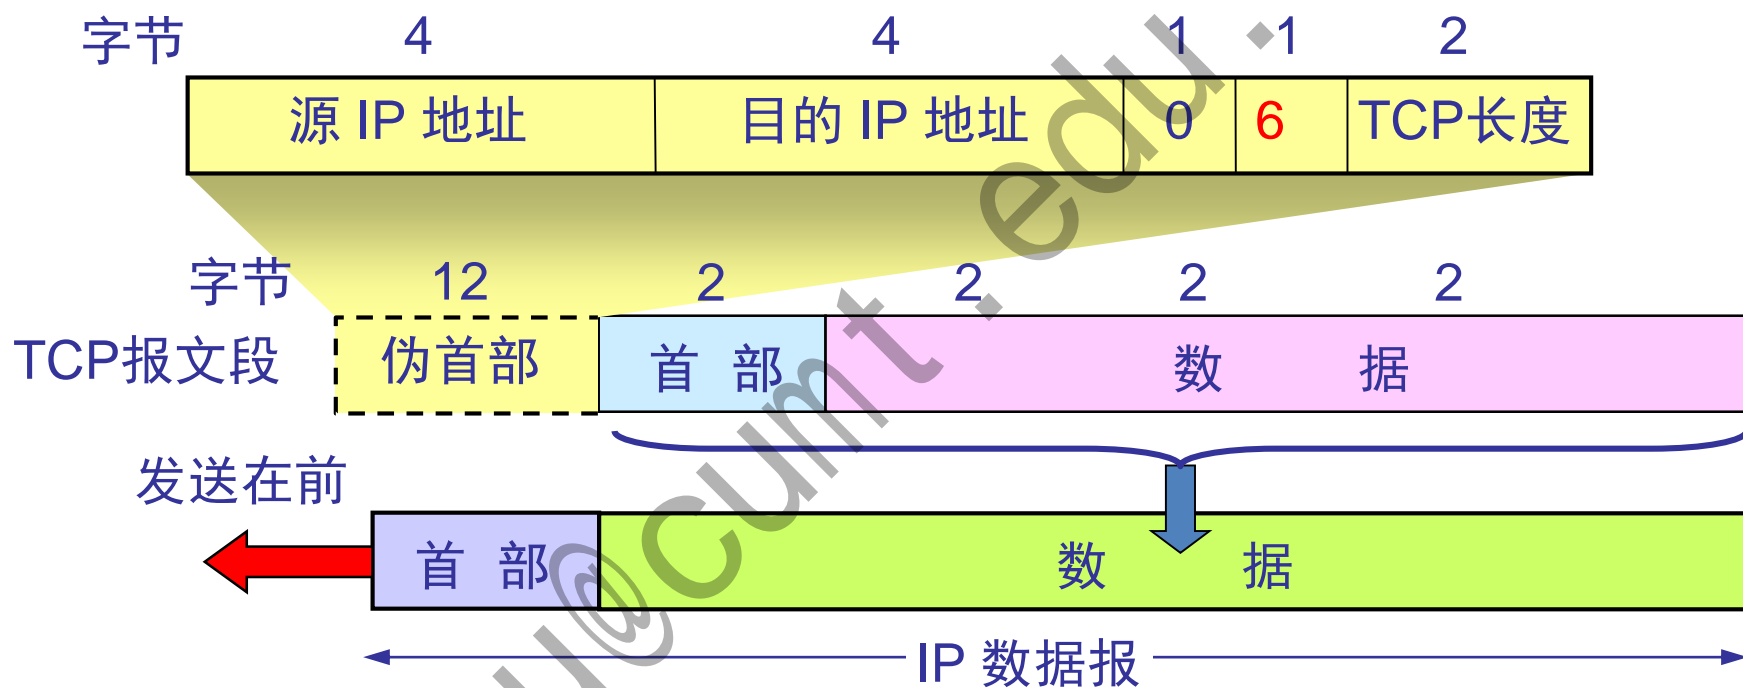 字节 4 4 1 1 2
源 IP 地址 目的 IP 地址 0 6 TCP长度
字节 12 2 2 2 2
TCP报文段 伪首部 首 部 数 据
发送在前
首 部 数 据
IP 数据报
u@cumt.edu.